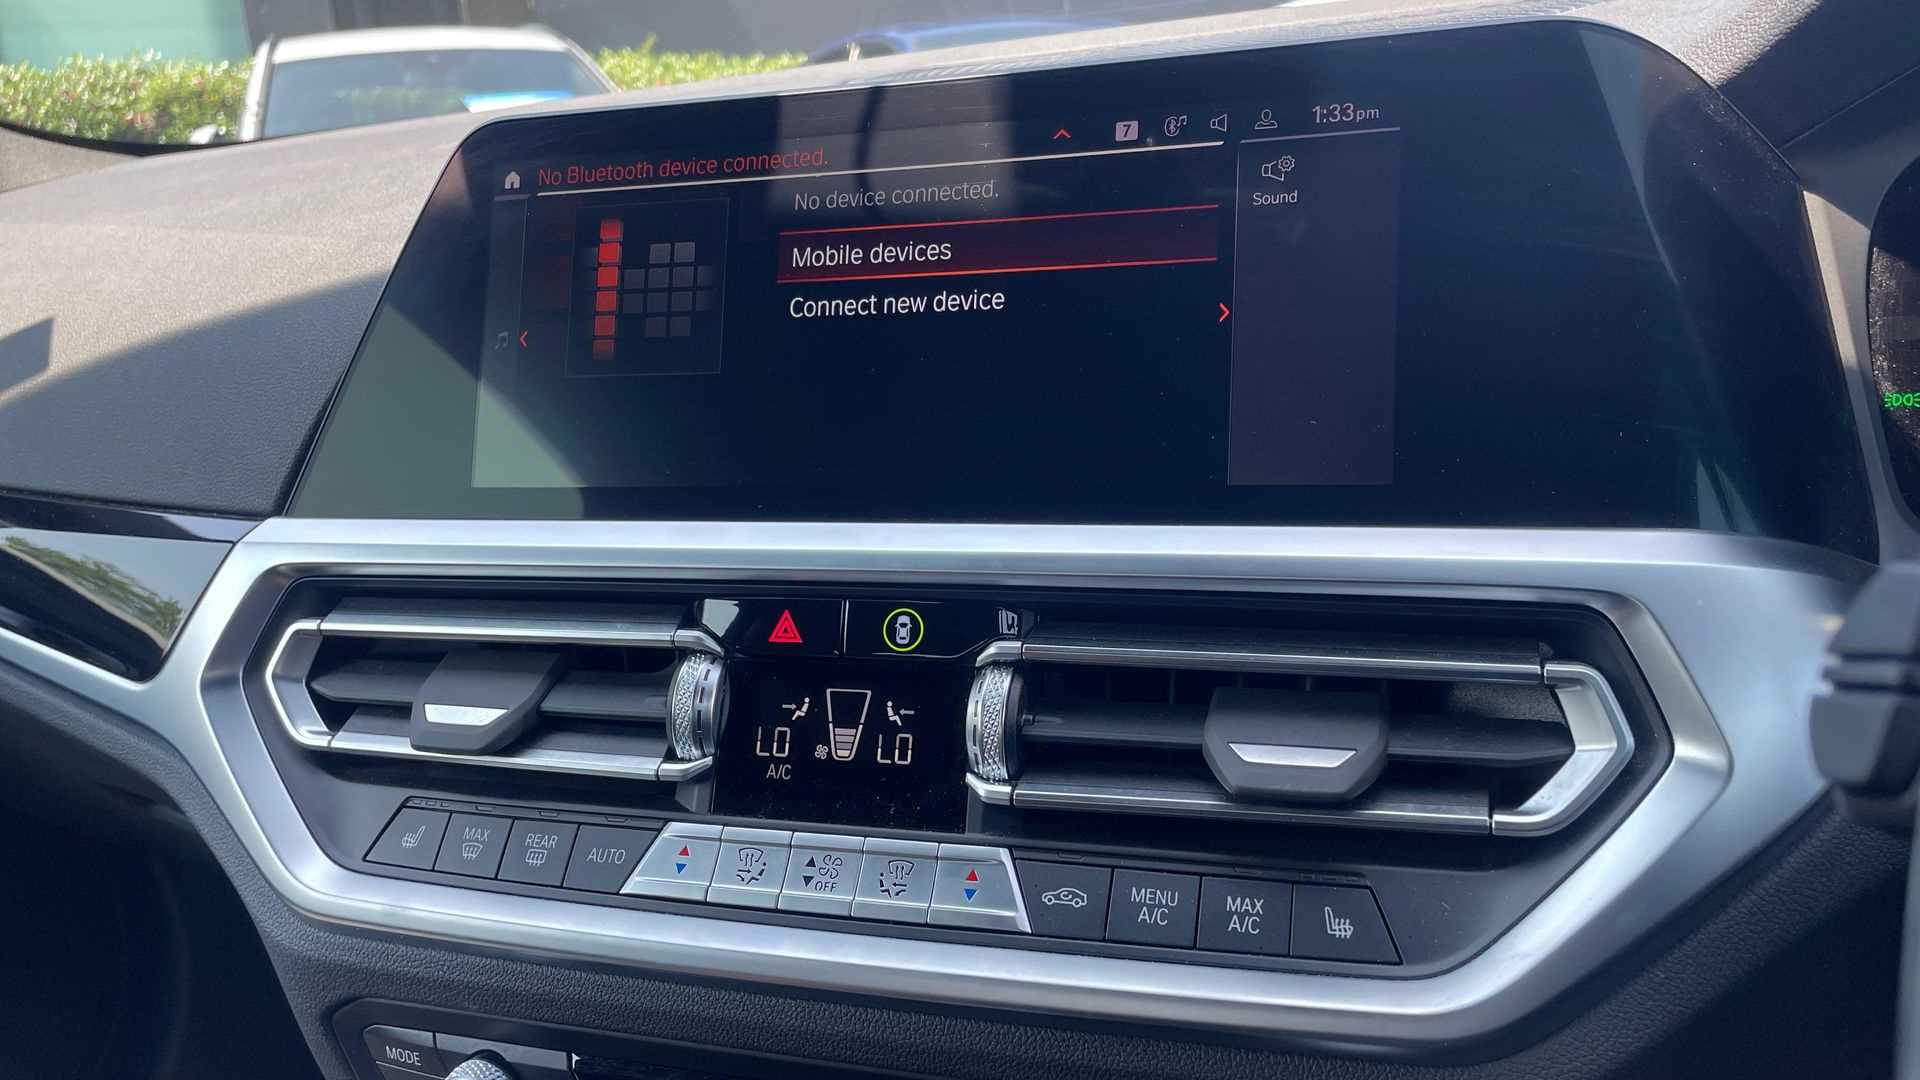 7
1:33pm
No Bluetooth device connected.
No device connected.
Sound
Mobile devices
Connect new device
LO
LO
A/C
MAX
REAR
AUTO
OFF
MENU
A/C
MAX
A/C
MODE